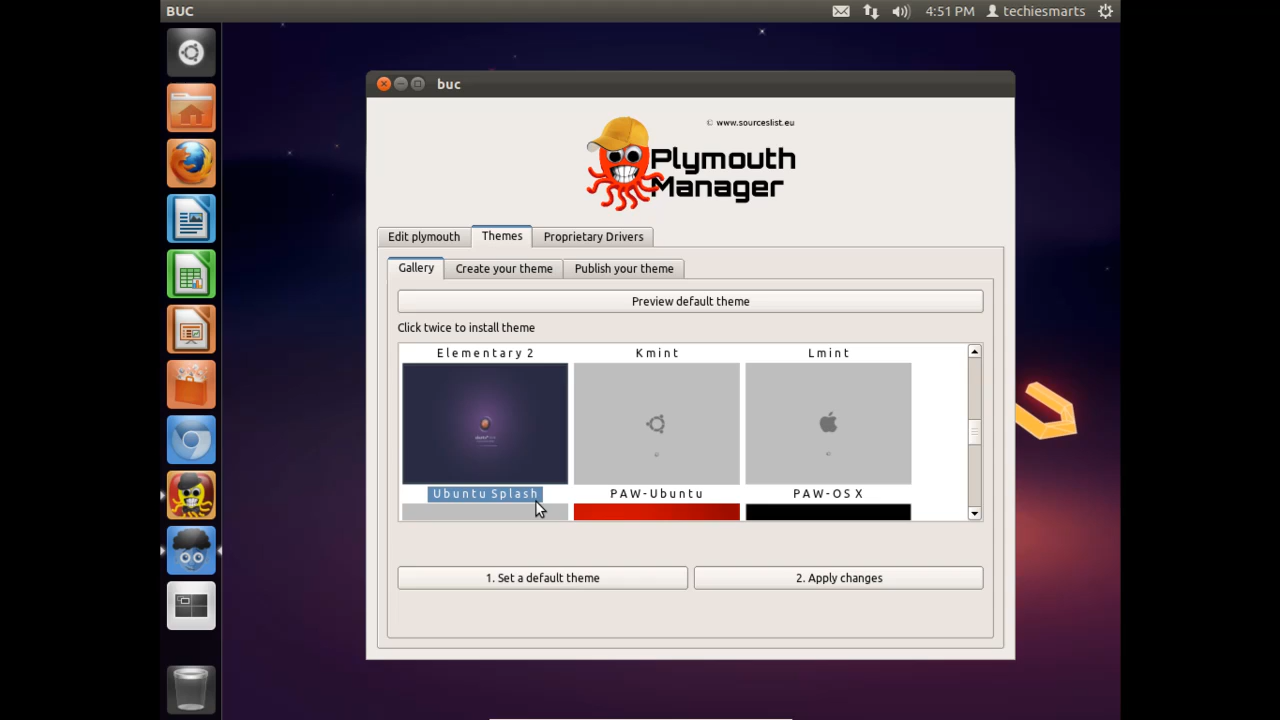 BUC
4:51 PM
techiesmarts
buc
© www.sourceslist.eu
Plymouth
Manager
Edit plymouth
Themes
Proprietary Drivers
Gallery
Create your theme
Publish your theme
Preview default theme
Click twice to install theme
Elementary 2
Kmint
Lmint
Ubuntu Splash
PAW-Ubuntu
PAW-OS X
1. Set a default theme
2. Apply changes